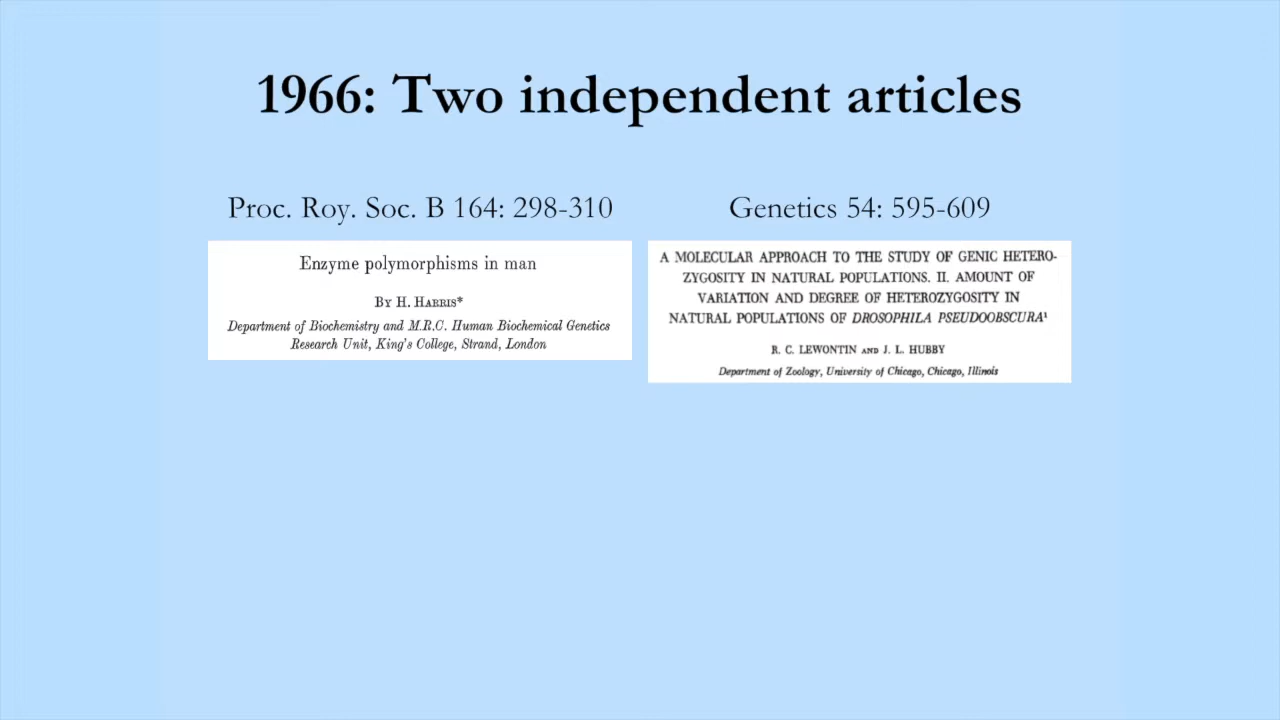 1966: Two independent articles
Proc. Roy. Soc. B 164: 298-310
Enzyme polymorphisms in man
By H. Harris*
Department of Biochemistry and M.R.C. Human Biochemical Genetics
Research Unit, King's College, Strand, London
Genetics 54: 595-609
A MOLECULAR APPROACH TO THE STUDY OF GENIC HETERO-
ZYGOSITY IN NATURAL POPULATIONS. II. AMOUNT OF
VARIATION AND DEGREE OF HETEROZYGOSITY IN
NATURAL POPULATIONS OF DROSOPHILA PSEUDOOBSCURA¹
R. C. LEWONTIN AND J. L. HUBBY
Department of Zoology, University of Chicago, Chicago, Illinois